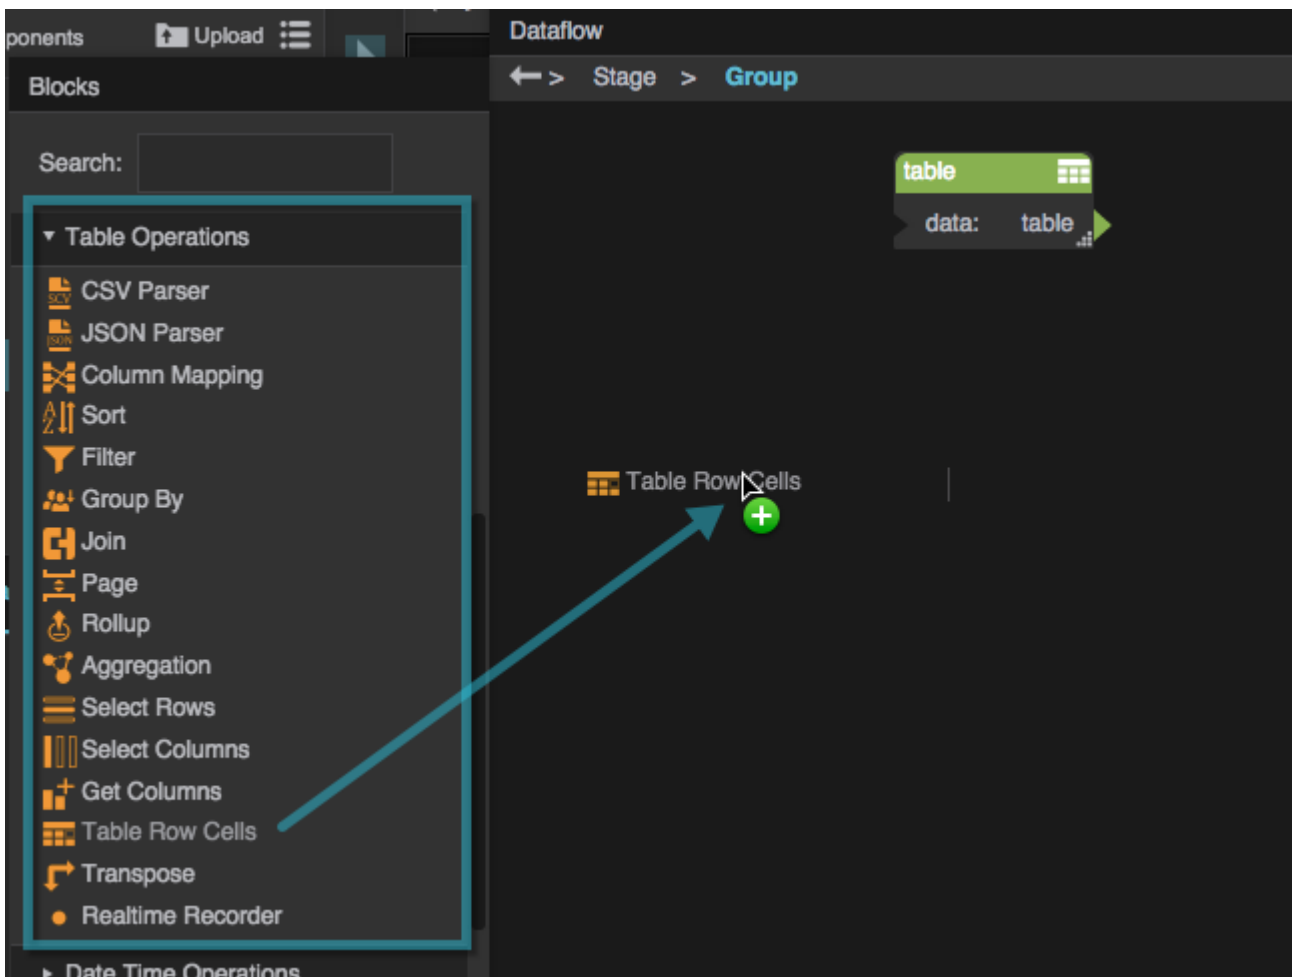 ponents
Upload
Dataflow
Blocks
> Stage > Group
Search:
table
data: table
Table Operations
CSV Parser
JSON Parser
Column Mapping
Sort
Filter
Group By
Join
Page
Rollup
Aggregation
Select Rows
Select Columns
Get Columns
Table Row Cells
Transpose
Realtime Recorder
Date Time Operations
Table Row Cells